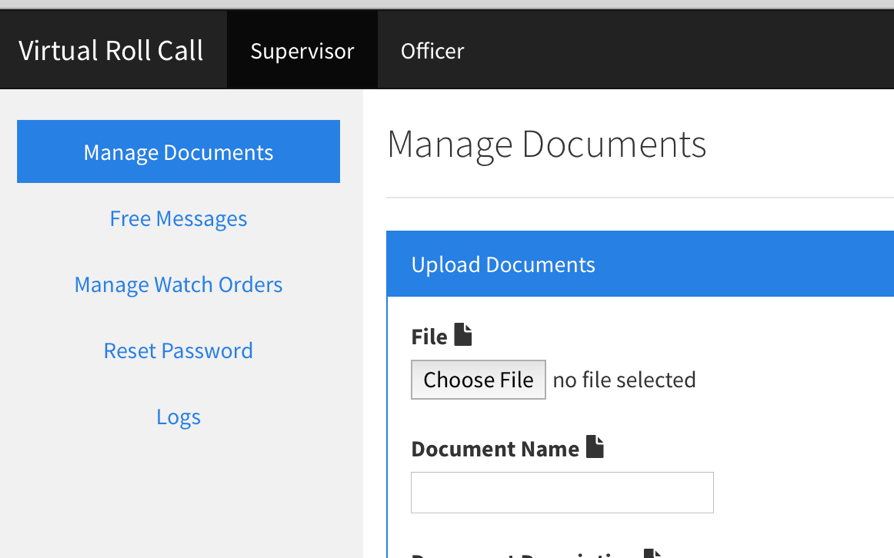 Virtual Roll Call Supervisor Officer
Manage Documents
Free Messages
Manage Watch Orders
Reset Password
Logs
Manage Documents
Upload Documents
File
Choose File no file selected
Document Name